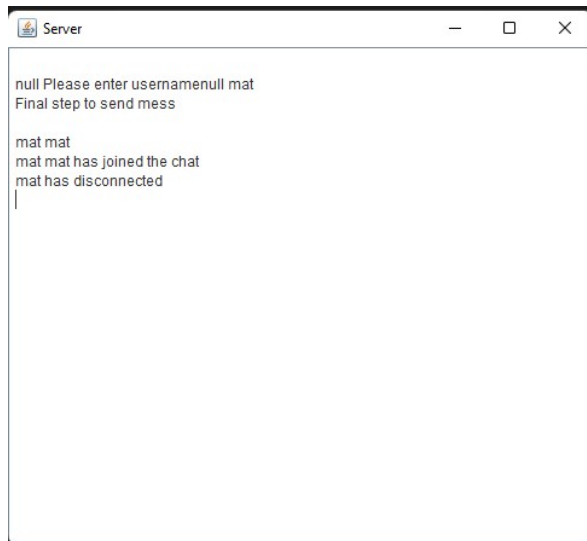 Server
null Please enter usernamenull mat
Final step to send mess
mat mat
mat mat has joined the chat
mat has disconnected